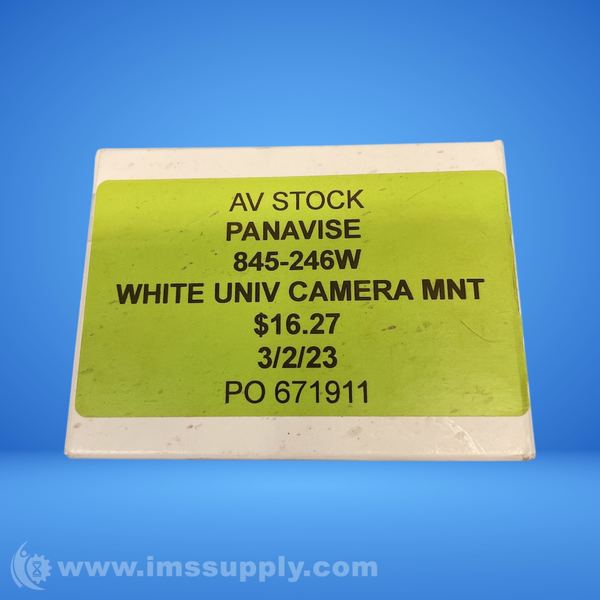 AV STOCK
PANAVISE
845-246W
WHITE UNIV CAMERA MNT
$16.27
3/2/23
PO 671911
www.imssupply.com